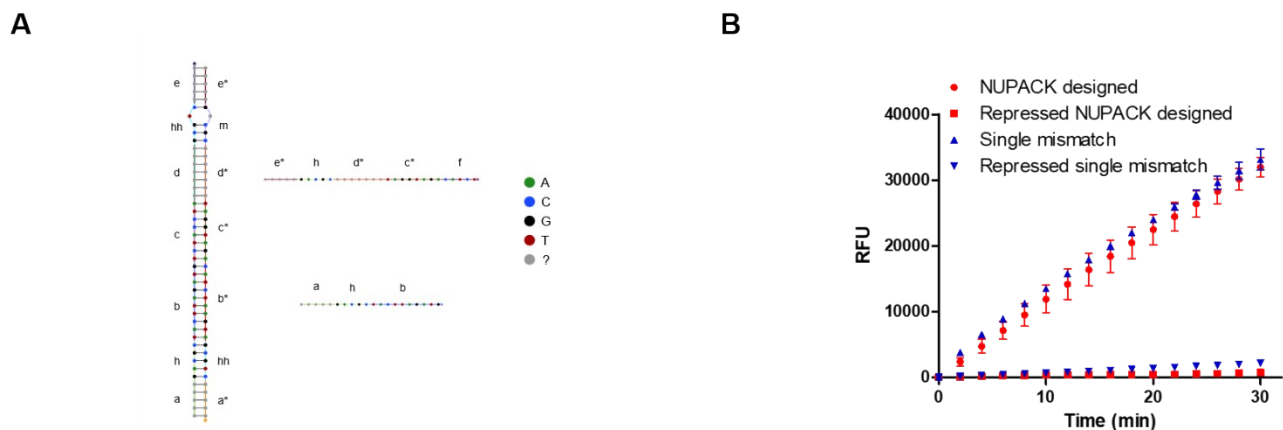 A
e e*
hh m
d d*
c c*
b b*
h hh
a a*
e* h d* c* f
a h b
A
C
G
T
?
B
NUPACK designed
Repressed NUPACK designed
Single mismatch
Repressed single mismatch
40000
30000
20000
10000
0
RFU
0 10 20 30
Time (min)